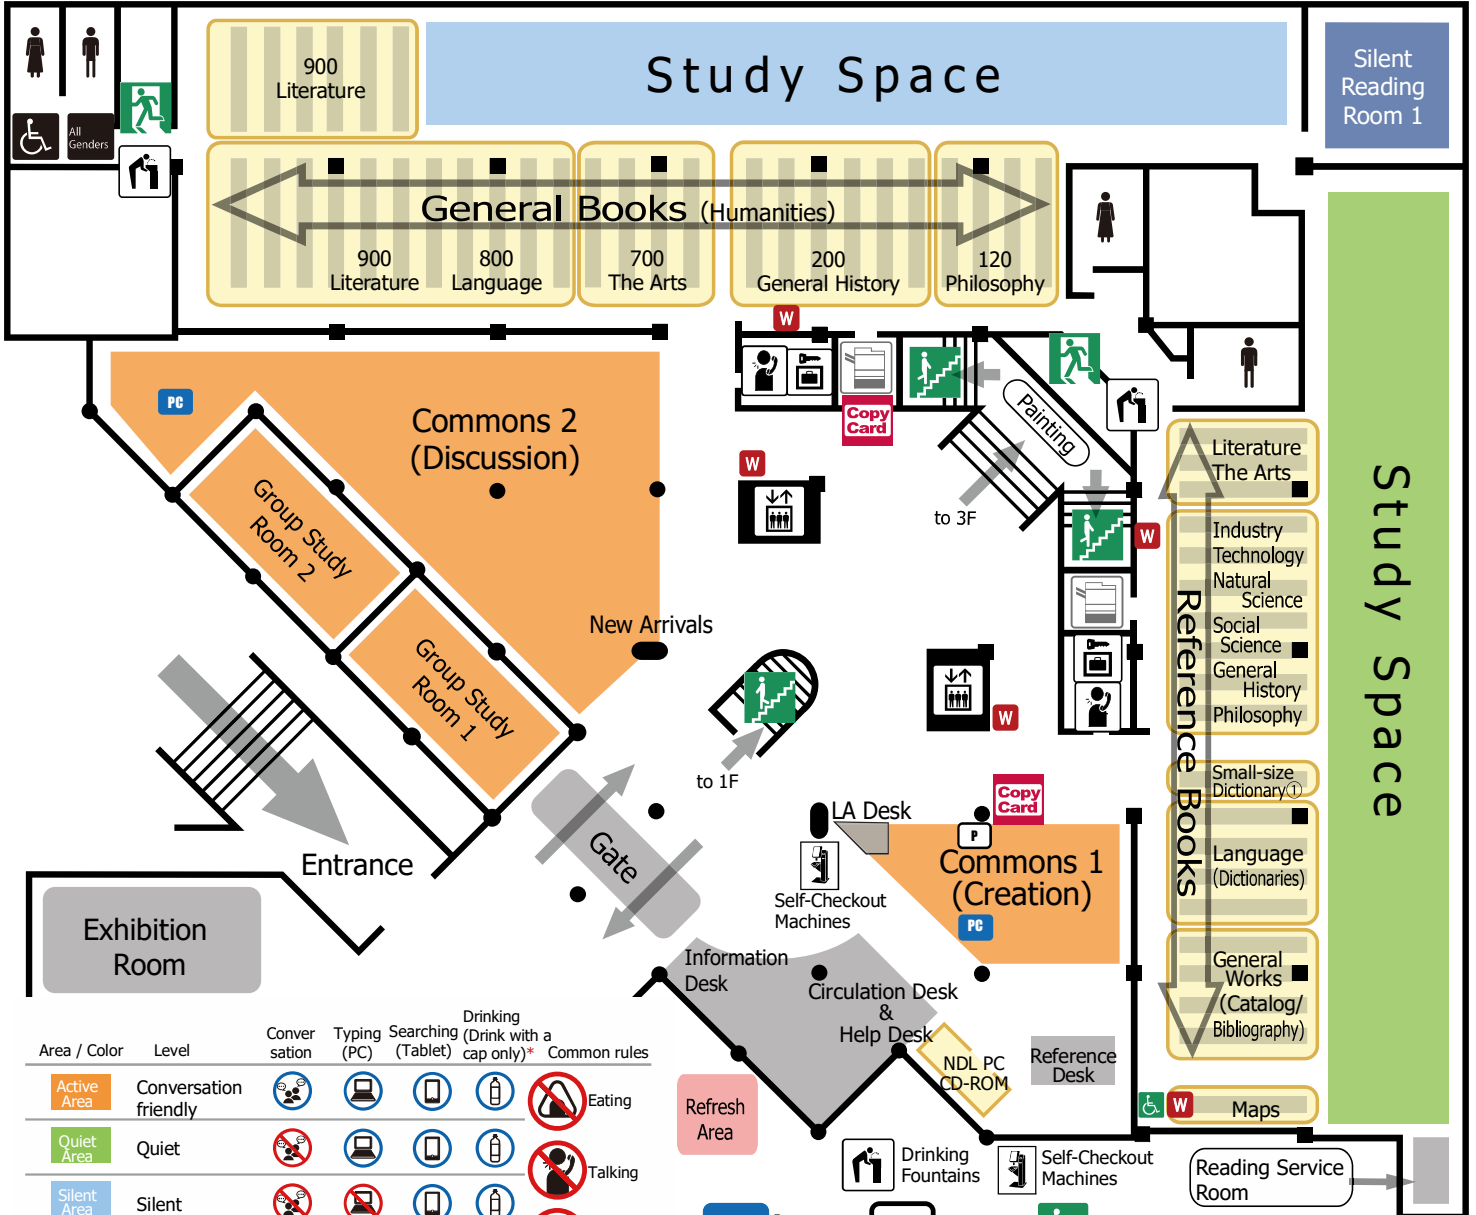 All
Genders
900
Literature
Study Space
Silent
Reading
Room 1
General Books (Humanities)
900
Literature
800
Language
700
The Arts
200
General History
120
Philosophy
W
PC
Commons 2
(Discussion)
Copy
Card
Painting
W
to 3F
W
Group Study
Room 2
Group Study
Room 1
New Arrivals
to 1F
W
Literature
The Arts
Industry
Technology
Natural
Science
Social
Science
General
History
Philosophy
Small-size
Dictionary①
Language
(Dictionaries)
General
Works
(Catalog/
Bibliography)
Reference Books
Study Space
Copy
Card
LA Desk
P
Commons 1
(Creation)
PC
Self-Checkout
Machines
Gate
Entrance
Exhibition
Room
Information
Desk
Circulation Desk
&
Help Desk
NDL PC
CD-ROM
Reference
Desk
W
Maps
Refresh
Area
Drinking
Fountains
Self-Checkout
Machines
Reading Service
Room
Area / Color
Level
Conver
sation
Typing
(PC)
Searching
(Tablet)
Drinking
(Drink with a
cap only)*
Common rules
Active
Area
Conversation
friendly
Eating
Quiet
Area
Quiet
Talking
Silent
Area
Silent